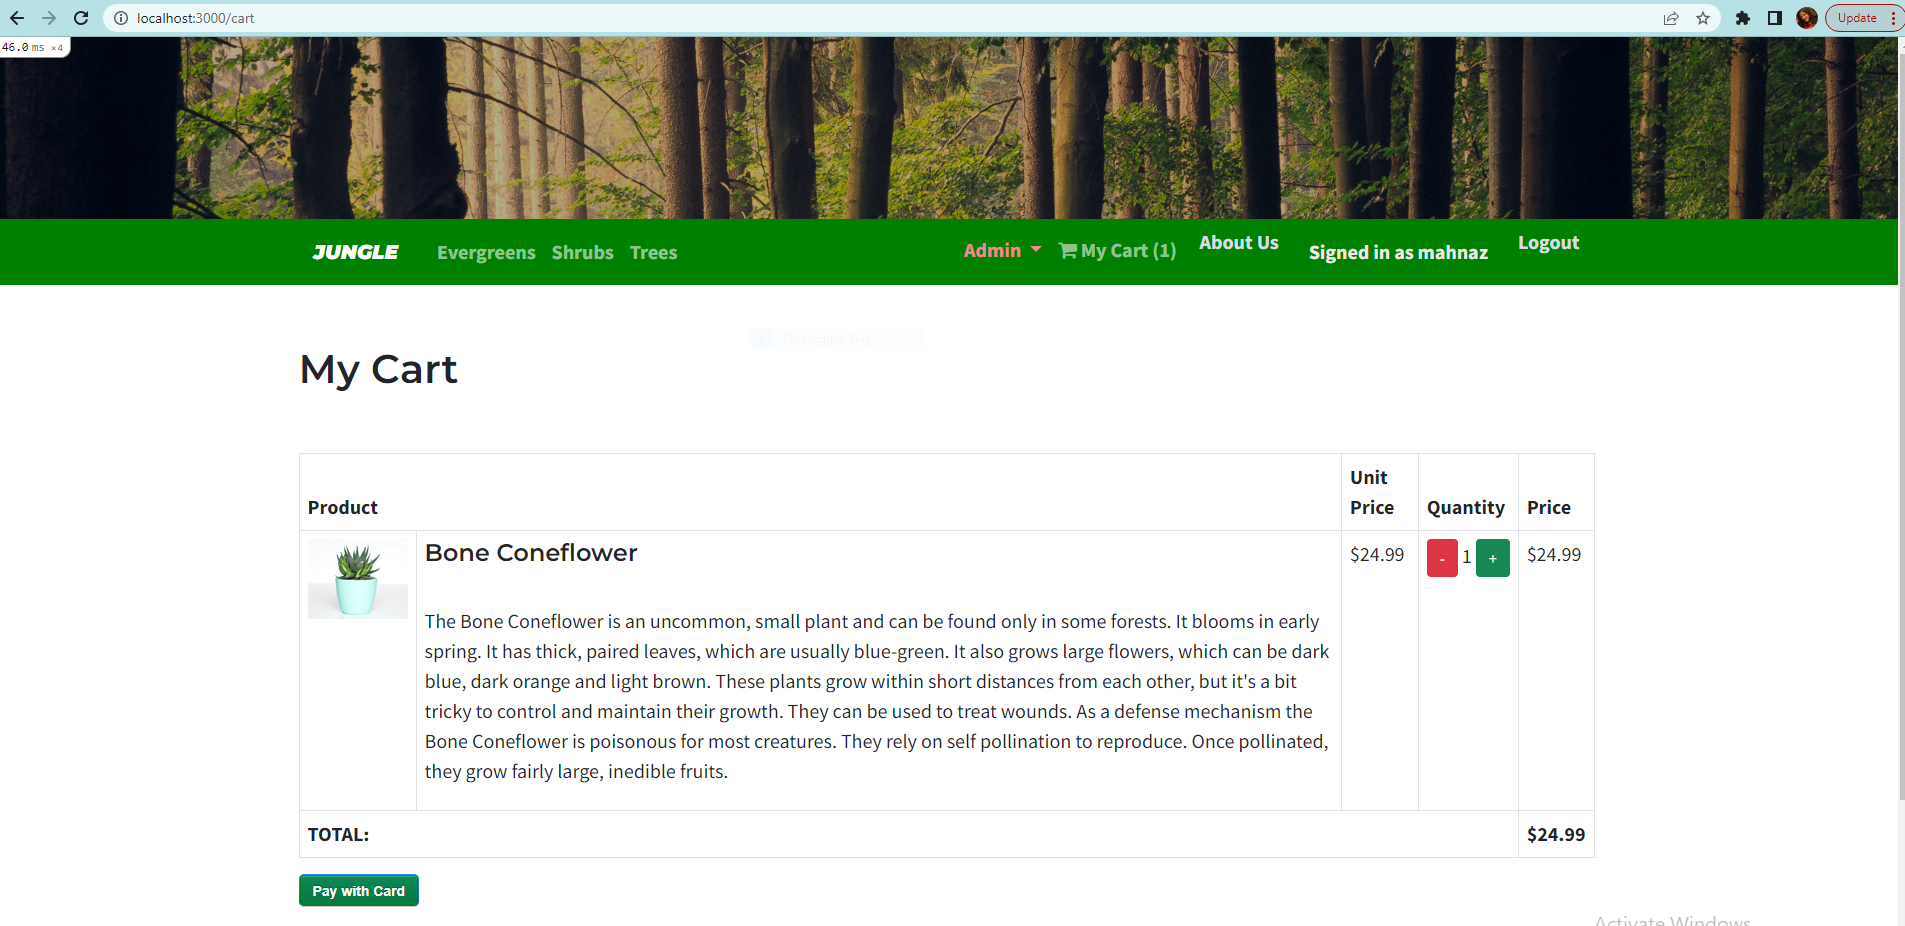 localhost:3000/cart
Update
46.0 ms ×4
JUNGLE Evergreens Shrubs Trees Admin My Cart (1) About Us Signed in as mahnaz Logout
Rectangular Snip
My Cart
Product Unit Price Quantity Price
Bone Coneflower $24.99 - 1 + $24.99
The Bone Coneflower is an uncommon, small plant and can be found only in some forests. It blooms in early
spring. It has thick, paired leaves, which are usually blue-green. It also grows large flowers, which can be dark
blue, dark orange and light brown. These plants grow within short distances from each other, but it's a bit
tricky to control and maintain their growth. They can be used to treat wounds. As a defense mechanism the
Bone Coneflower is poisonous for most creatures. They rely on self pollination to reproduce. Once pollinated,
they grow fairly large, inedible fruits.
TOTAL: $24.99
Pay with Card
Activate Windows